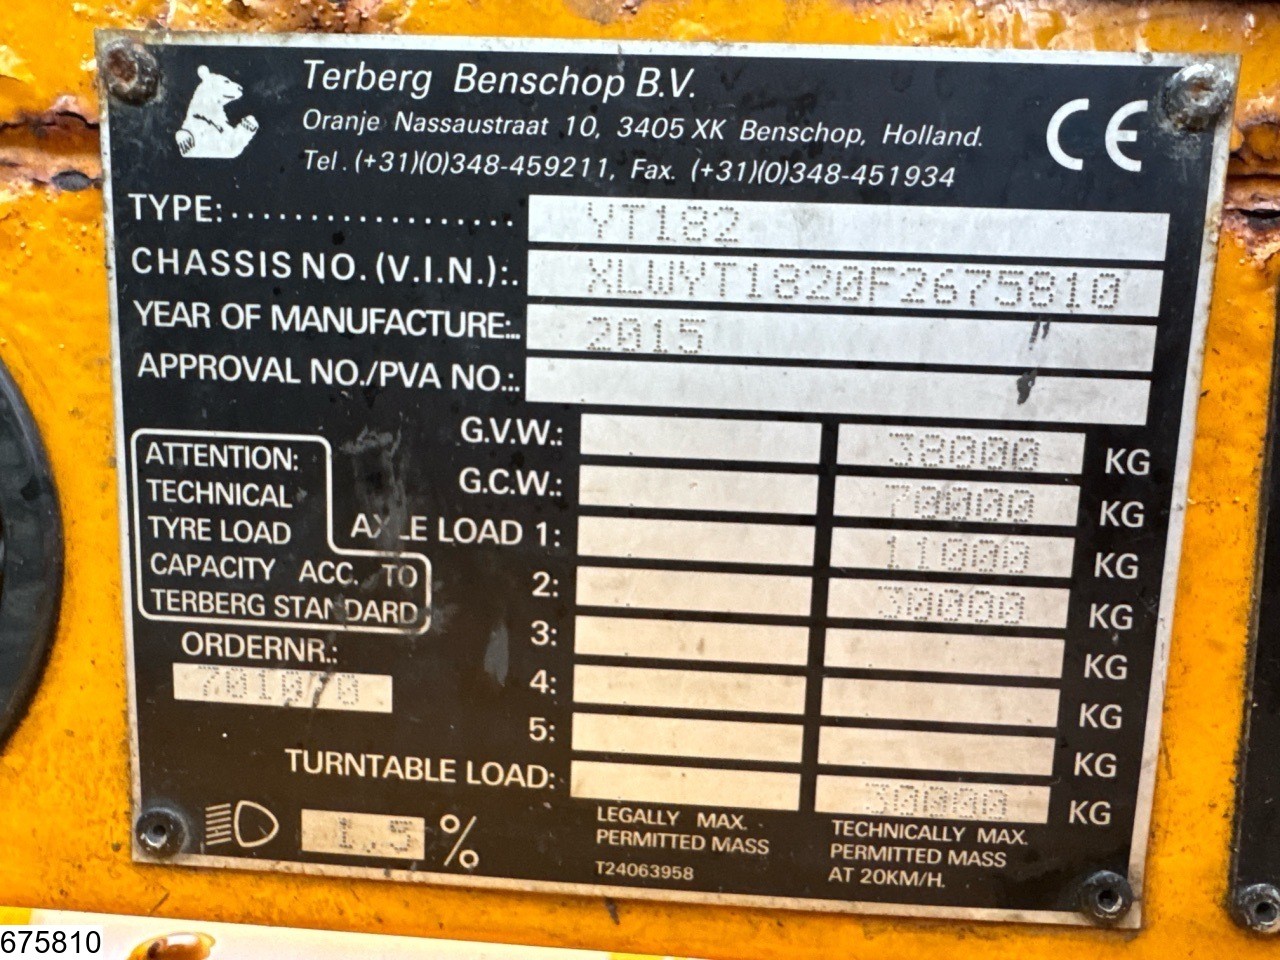 Terberg Benschop B.V.
Oranje Nassaustraat 10, 3405 XK Benschop, Holland.
Tel. (+31)(0)348-459211, Fax. (+31)(0)348-451934
CE
TYPE:.................. YT182
CHASSIS NO. (V.I.N.):. XLWYT1820F2675810
YEAR OF MANUFACTURE:.. 2015
APPROVAL NO./PVA NO.:.
G.V.W.: 38000 KG
G.C.W.: 70000 KG
AXLE LOAD 1: 11000 KG
2: 30000 KG
3: KG
4: KG
5: KG
TURNTABLE LOAD: 30000 KG
ATTENTION:
TECHNICAL
TYRE LOAD
CAPACITY ACC. TO
TERBERG STANDARD
ORDERNR.:
701070
1,5 %
LEGALLY MAX.
PERMITTED MASS
T24063958
TECHNICALLY MAX.
PERMITTED MASS
AT 20KM/H.
675810